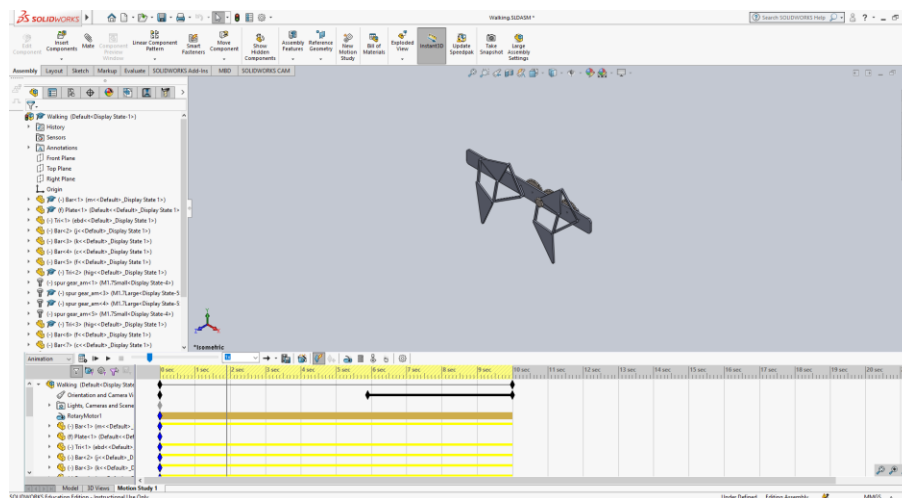 SOLIDWORKS
Walking.SLDASM *
Search SOLIDWORKS Help
Edit Component
Insert Components
Mate
Component Preview Window
Linear Component Pattern
Smart Fasteners
Move Component
Show Hidden Components
Assembly Features
Reference Geometry
New Motion Study
Bill of Materials
Exploded View
Instant3D
Update Speedpak
Take Snapshot
Large Assembly Settings
Assembly Layout Sketch Markup Evaluate SOLIDWORKS Add-Ins MBD SOLIDWORKS CAM
Walking (Default<Display State-1>)
History
Sensors
Annotations
Front Plane
Top Plane
Right Plane
Origin
(-) Bar<1> (m<<Default>_Display State 1>)
(f) Plate<1> (Default<<Default>_Display State 1>
(-) Tri<1> (ebd<<Default>_Display State 1>)
(-) Bar<2> (j<<Default>_Display State 1>)
(-) Bar<3> (k<<Default>_Display State 1>)
(-) Bar<4> (c<<Default>_Display State 1>)
(-) Bar<5> (f<<Default>_Display State 1>)
(-) Tri<2> (hig<<Default>_Display State 1>)
(-) spur gear_am<1> (M1.7Small<Display State-4>)
(-) spur gear_am<3> (M1.7Large<Display State-5
(-) spur gear_am<4> (M1.7Large<Display State-5
(-) spur gear_am<5> (M1.7Small<Display State-4>)
(-) Tri<3> (hig<<Default>_Display State 1>)
(-) Bar<6> (f<<Default>_Display State 1>)
(-) Bar<7> (c<<Default>_Display State 1>)
*Isometric
Animation
0 sec 1 sec 2 sec 3 sec 4 sec 5 sec 6 sec 7 sec 8 sec 9 sec 10 sec 11 sec 12 sec 13 sec 14 sec 15 sec 16 sec 17 sec 18 sec 19 sec 20 sec
Walking (Default<Display State
Orientation and Camera Vi
Lights, Cameras and Scene
RotaryMotor1
(-) Bar<1> (m<<Default>_
(f) Plate<1> (Default<<Def
(-) Tri<1> (ebd<<Default>
(-) Bar<2> (j<<Default>_D
(-) Bar<3> (k<<Default>_D
Model 3D Views Motion Study 1
SOLIDWORKS Education Edition - Instructional Use Only
Under Defined Editing Assembly MMGS